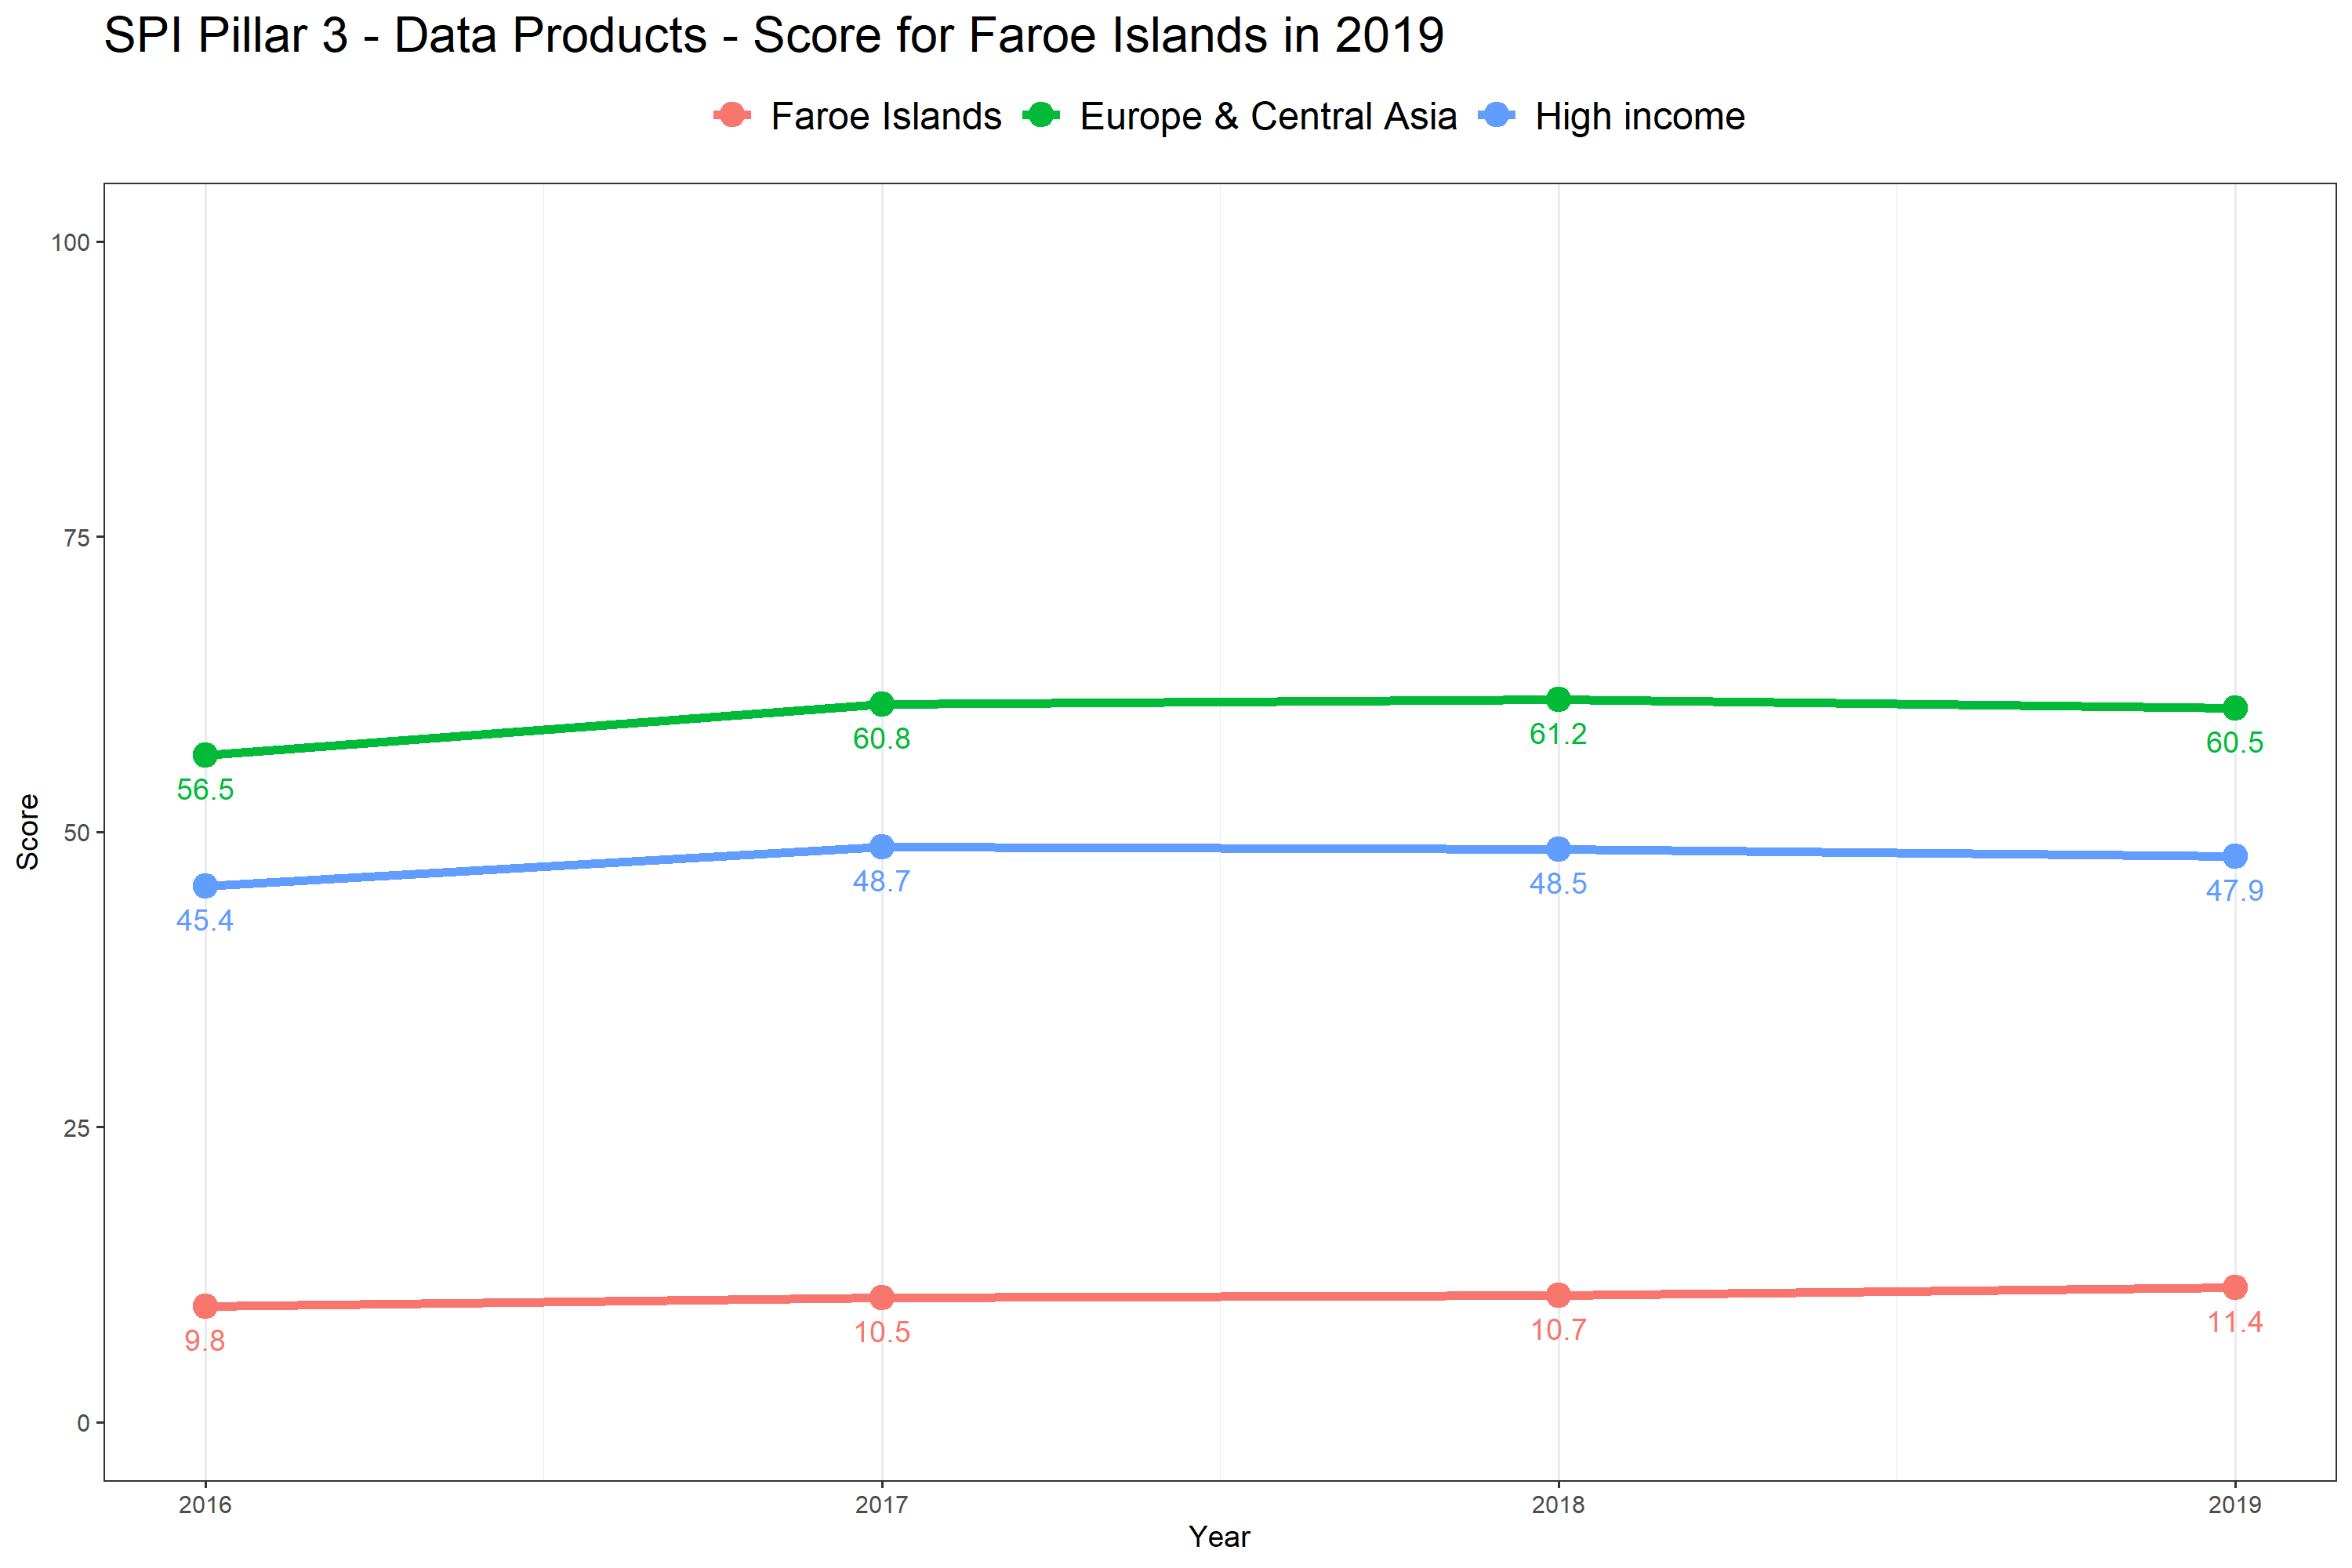 SPI Pillar 3 - Data Products - Score for Faroe Islands in 2019
Faroe Islands Europe & Central Asia High income
100
75
50
25
0
Score
56.5 60.8 61.2 60.5
45.4 48.7 48.5 47.9
9.8 10.5 10.7 11.4
2016 2017 2018 2019
Year